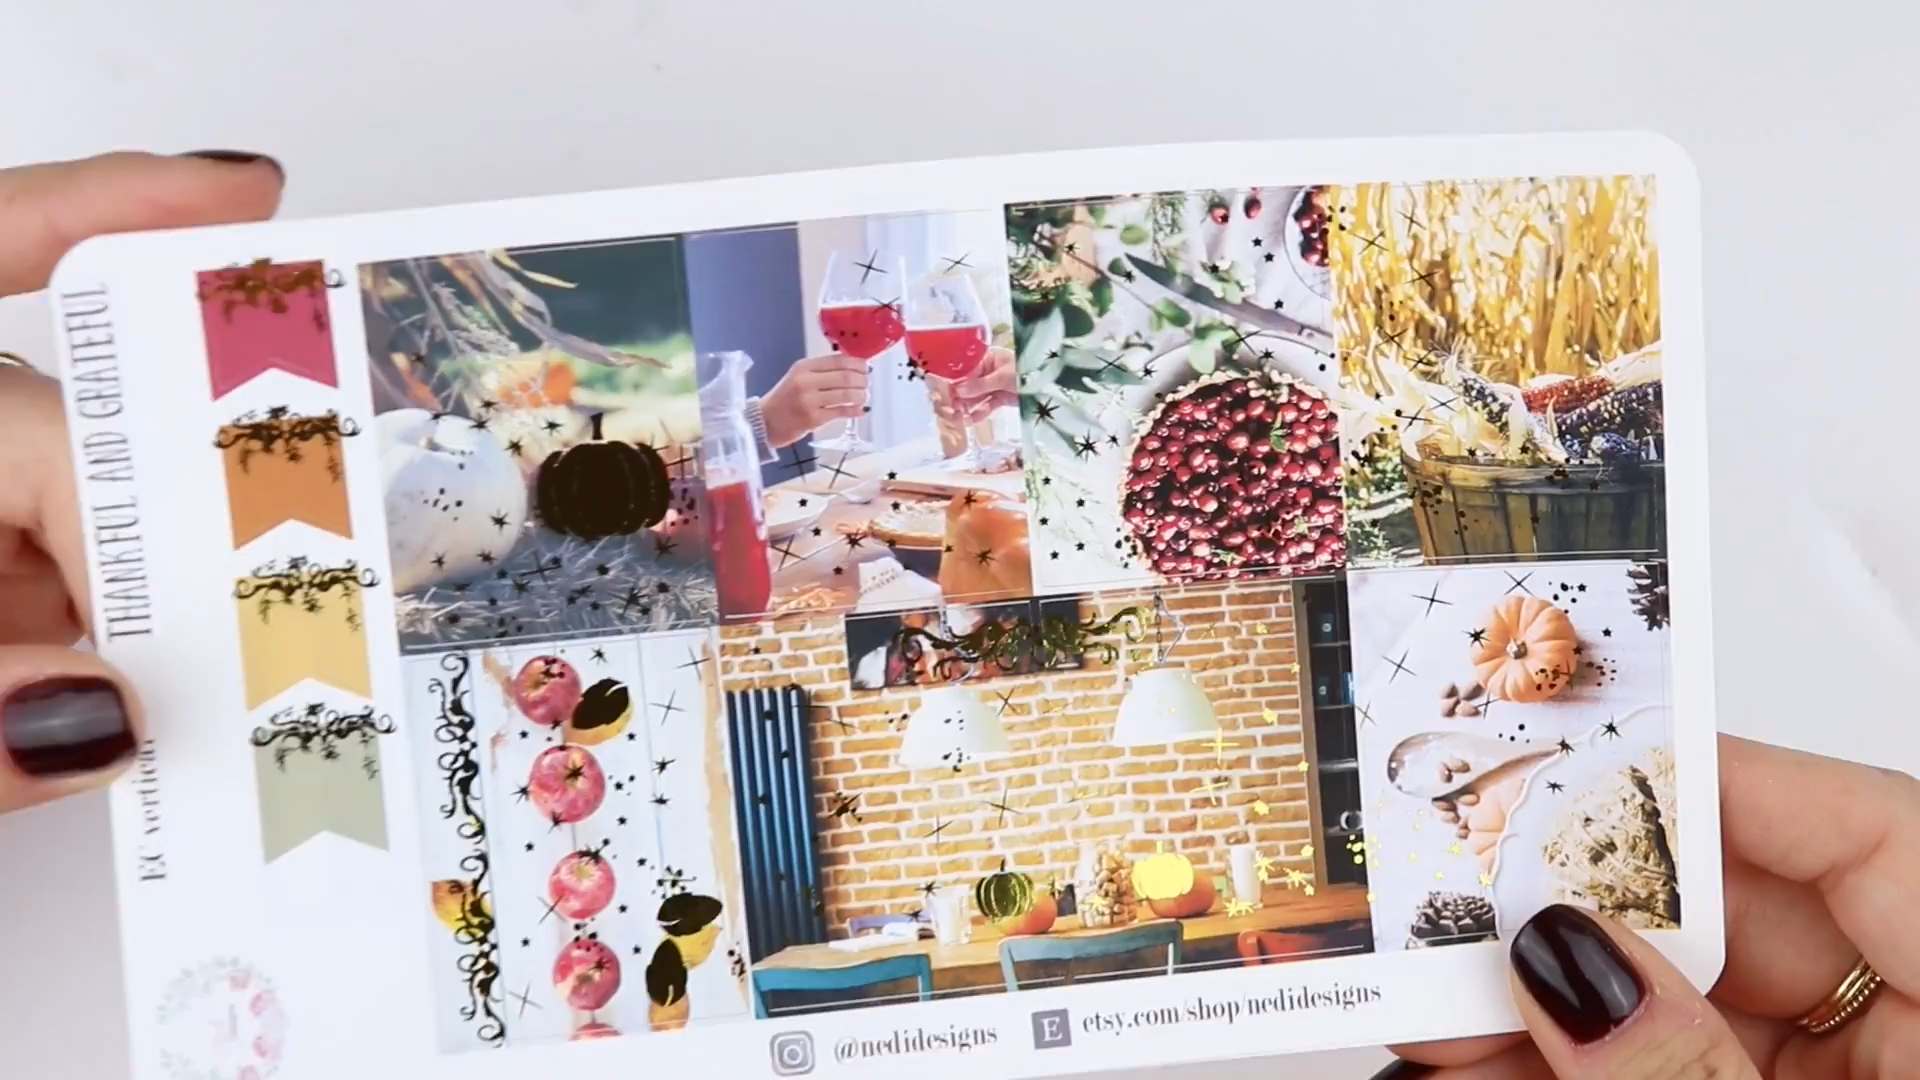 THANKFUL AND GRATEFUL
EC vertical
@nedidesigns
E etsy.com/shop/nedidesigns